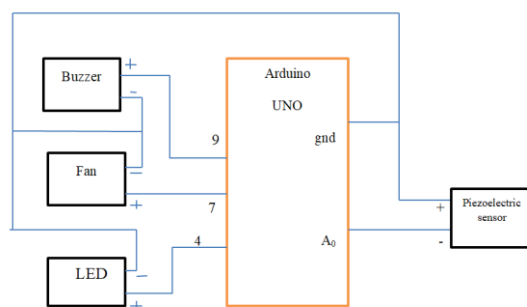 Buzzer
+
-
Arduino
UNO
9
gnd
Fan
–
+
7
Piezoelectric
sensor
+
-
4
A0
LED
–
+